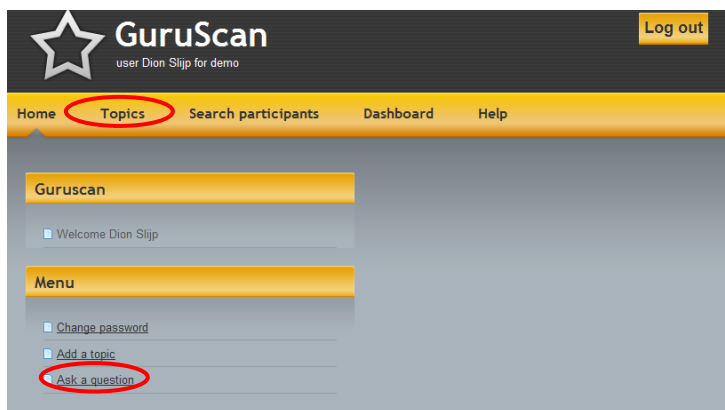 GuruScan
user Dion Slijp for demo
Log out
Home Topics Search participants Dashboard Help
Guruscan
Welcome Dion Slijp
Menu
Change password
Add a topic
Ask a question